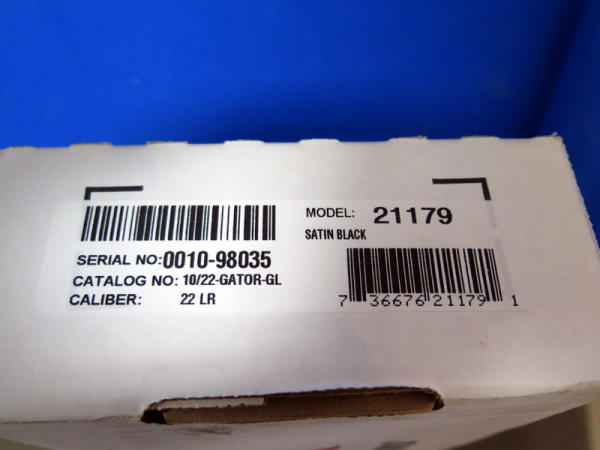 MODEL: 21179
SATIN BLACK
SERIAL NO:0010-98035
CATALOG NO: 10/22-GATOR-GL
CALIBER: 22 LR
7 36676 21179 1